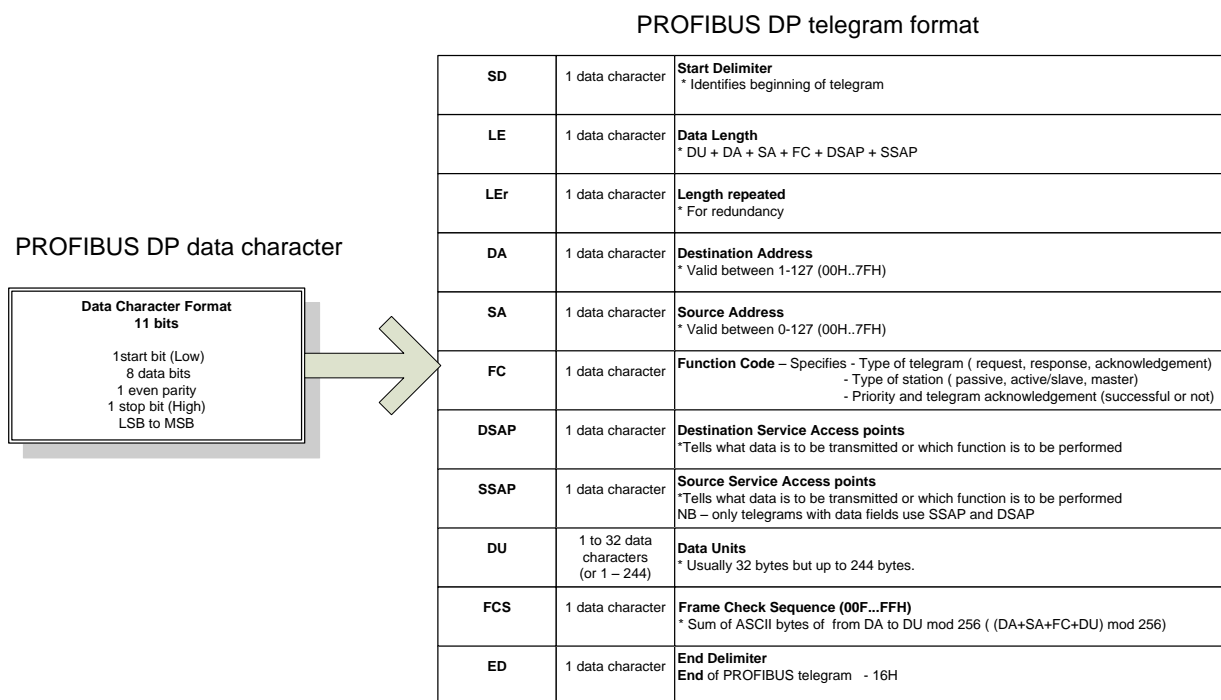 PROFIBUS DP telegram format
PROFIBUS DP data character
Data Character Format
11 bits
1start bit (Low)
8 data bits
1 even parity
1 stop bit (High)
LSB to MSB
SD
1 data character
Start Delimiter
* Identifies beginning of telegram
LE
1 data character
Data Length
* DU + DA + SA + FC + DSAP + SSAP
LEr
1 data character
Length repeated
* For redundancy
DA
1 data character
Destination Address
* Valid between 1-127 (00H..7FH)
SA
1 data character
Source Address
* Valid between 0-127 (00H..7FH)
FC
1 data character
Function Code – Specifies - Type of telegram ( request, response, acknowledgement)
- Type of station ( passive, active/slave, master)
- Priority and telegram acknowledgement (successful or not)
DSAP
1 data character
Destination Service Access points
*Tells what data is to be transmitted or which function is to be performed
SSAP
1 data character
Source Service Access points
*Tells what data is to be transmitted or which function is to be performed
NB – only telegrams with data fields use SSAP and DSAP
DU
1 to 32 data
characters
(or 1 – 244)
Data Units
* Usually 32 bytes but up to 244 bytes.
FCS
1 data character
Frame Check Sequence (00F...FFH)
* Sum of ASCII bytes of from DA to DU mod 256 ( (DA+SA+FC+DU) mod 256)
ED
1 data character
End Delimiter
End of PROFIBUS telegram - 16H